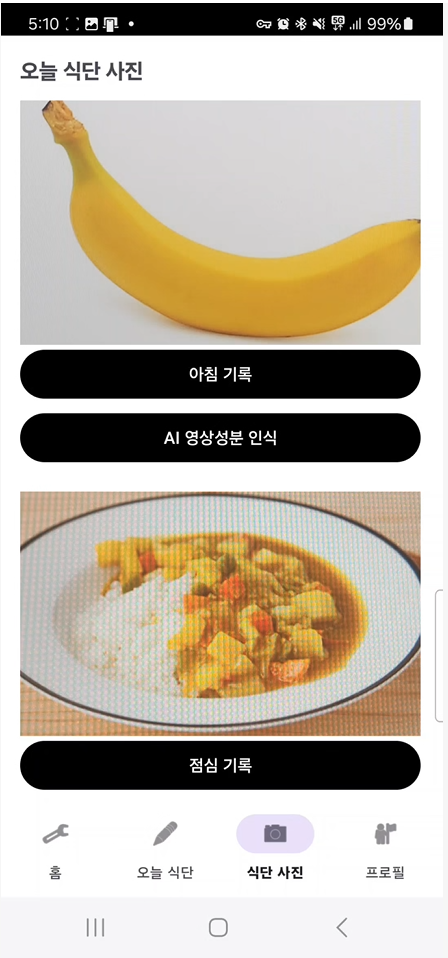 5:10
5G
99%
오늘 식단 사진
아침 기록
AI 영상성분 인식
점심 기록
홈
오늘 식단
식단 사진
프로필